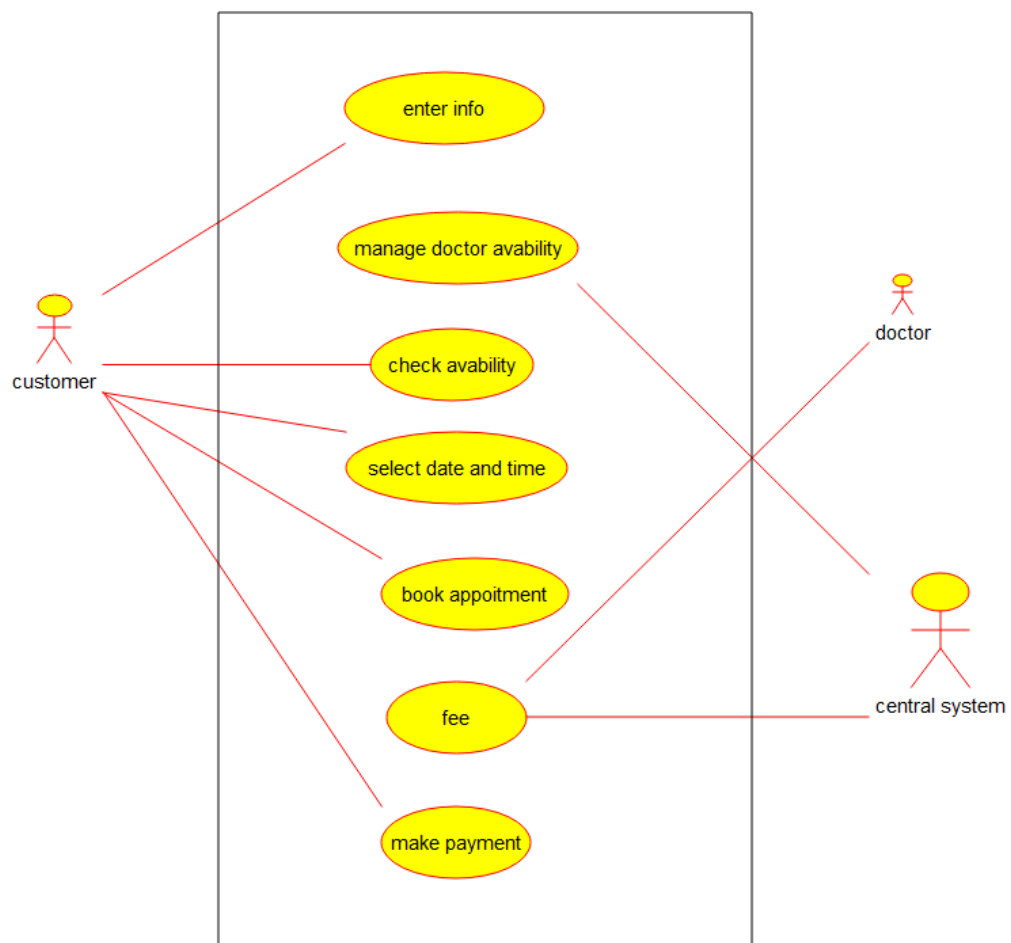 enter info
manage doctor avability
doctor
check avability
customer
select date and time
book appoitment
central system
fee
make payment